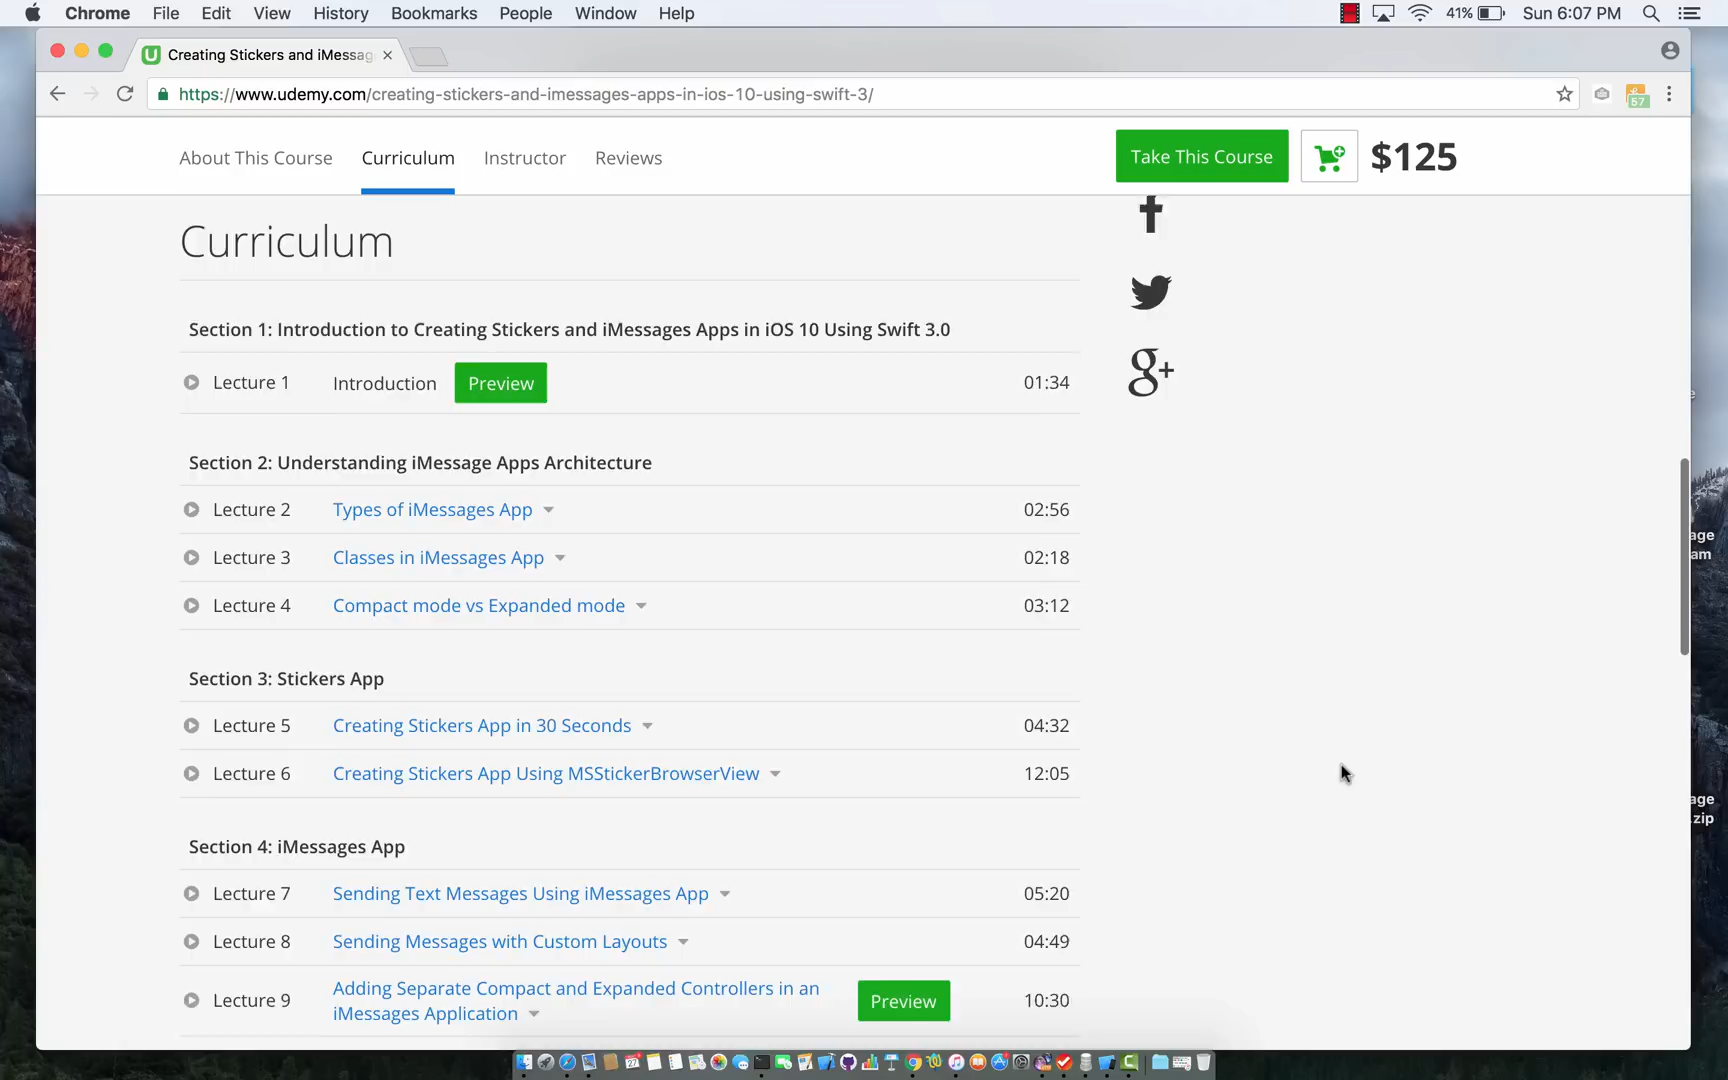 Chrome File Edit View History Bookmarks People Window Help 41% Sun 6:07 PM
Creating Stickers and iMessag
https://www.udemy.com/creating-stickers-and-imessages-apps-in-ios-10-using-swift-3/
57
About This Course Curriculum Instructor Reviews Take This Course $125
Curriculum
Section 1: Introduction to Creating Stickers and iMessages Apps in iOS 10 Using Swift 3.0
Lecture 1 Introduction Preview 01:34
Section 2: Understanding iMessage Apps Architecture
Lecture 2 Types of iMessages App 02:56
Lecture 3 Classes in iMessages App 02:18
Lecture 4 Compact mode vs Expanded mode 03:12
Section 3: Stickers App
Lecture 5 Creating Stickers App in 30 Seconds 04:32
Lecture 6 Creating Stickers App Using MSStickerBrowserView 12:05
Section 4: iMessages App
Lecture 7 Sending Text Messages Using iMessages App 05:20
Lecture 8 Sending Messages with Custom Layouts 04:49
Lecture 9 Adding Separate Compact and Expanded Controllers in an
iMessages Application Preview 10:30
g+
age
am
age
.zip